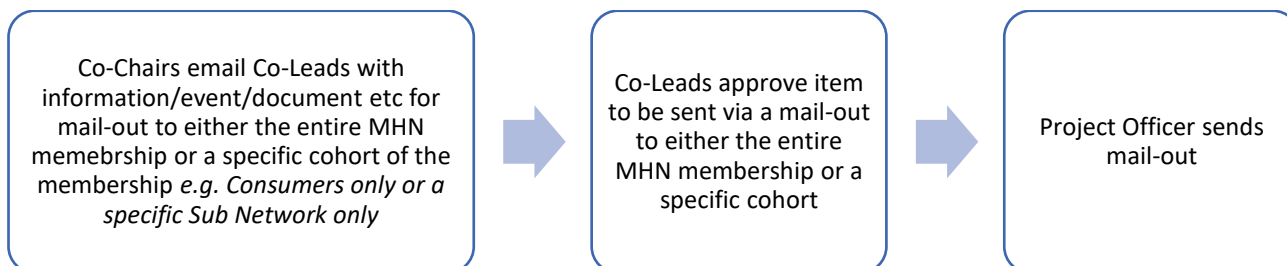 Co-Chairs email Co-Leads with
information/event/document etc for
mail-out to either the entire MHN
memebrship or a specific cohort of the
membership e.g. Consumers only or a
specific Sub Network only
Co-Leads approve item
to be sent via a mail-out
to either the entire
MHN membership or a
specific cohort
Project Officer sends
mail-out